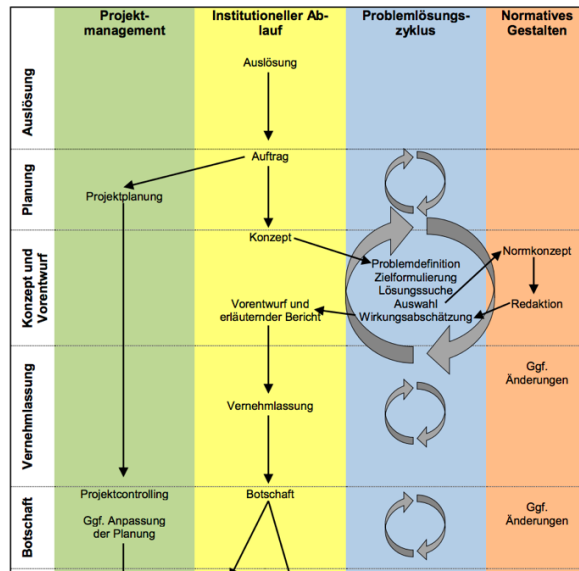 Projekt-
management
Institutioneller Ab-
lauf
Problemlösungs-
zyklus
Normatives
Gestalten
Auslösung
Auslösung
Planung
Auftrag
Projektplanung
Konzept und
Vorentwurf
Konzept
Problemdefinition
Zielformulierung
Lösungssuche
Auswahl
Wirkungsabschätzung
Normkonzept
Redaktion
Vorentwurf und
erläuternder Bericht
Vernehmlassung
Vernehmlassung
Ggf.
Änderungen
Botschaft
Projektcontrolling
Ggf. Anpassung
der Planung
Botschaft
Ggf.
Änderungen